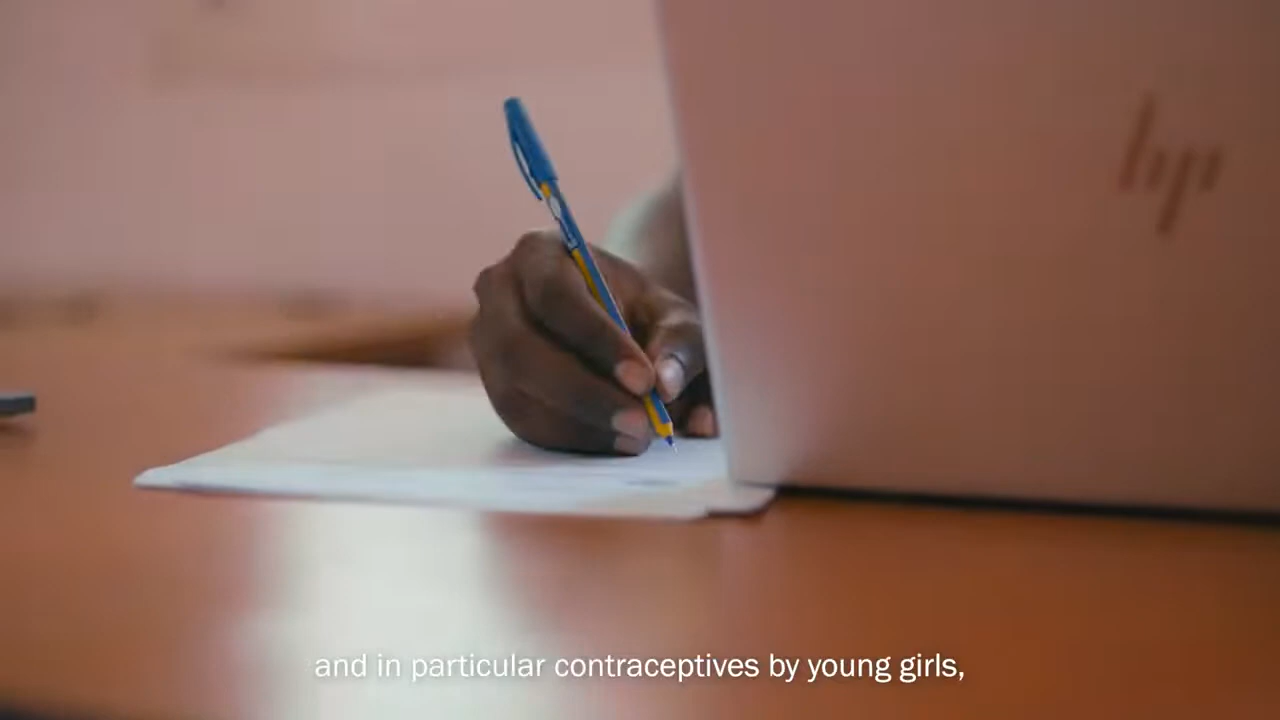 hp
and in particular contraceptives by young girls,